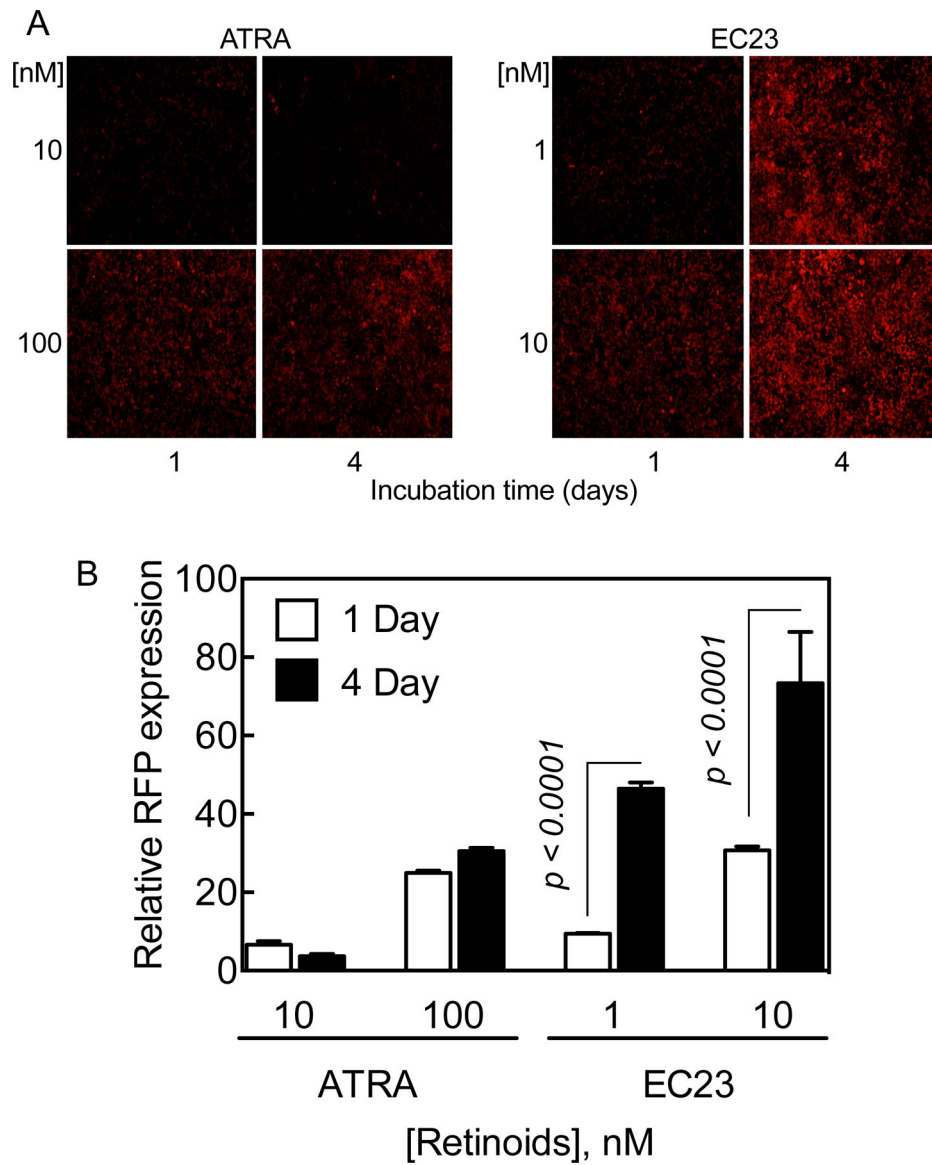 A
ATRA
EC23
[nM]
[nM]
10
1
100
10
1
4
1
4
Incubation time (days)
B
Relative RFP expression
100
80
60
40
20
0
1 Day
4 Day
p < 0.0001
p < 0.0001
10
100
1
10
ATRA
EC23
[Retinoids], nM